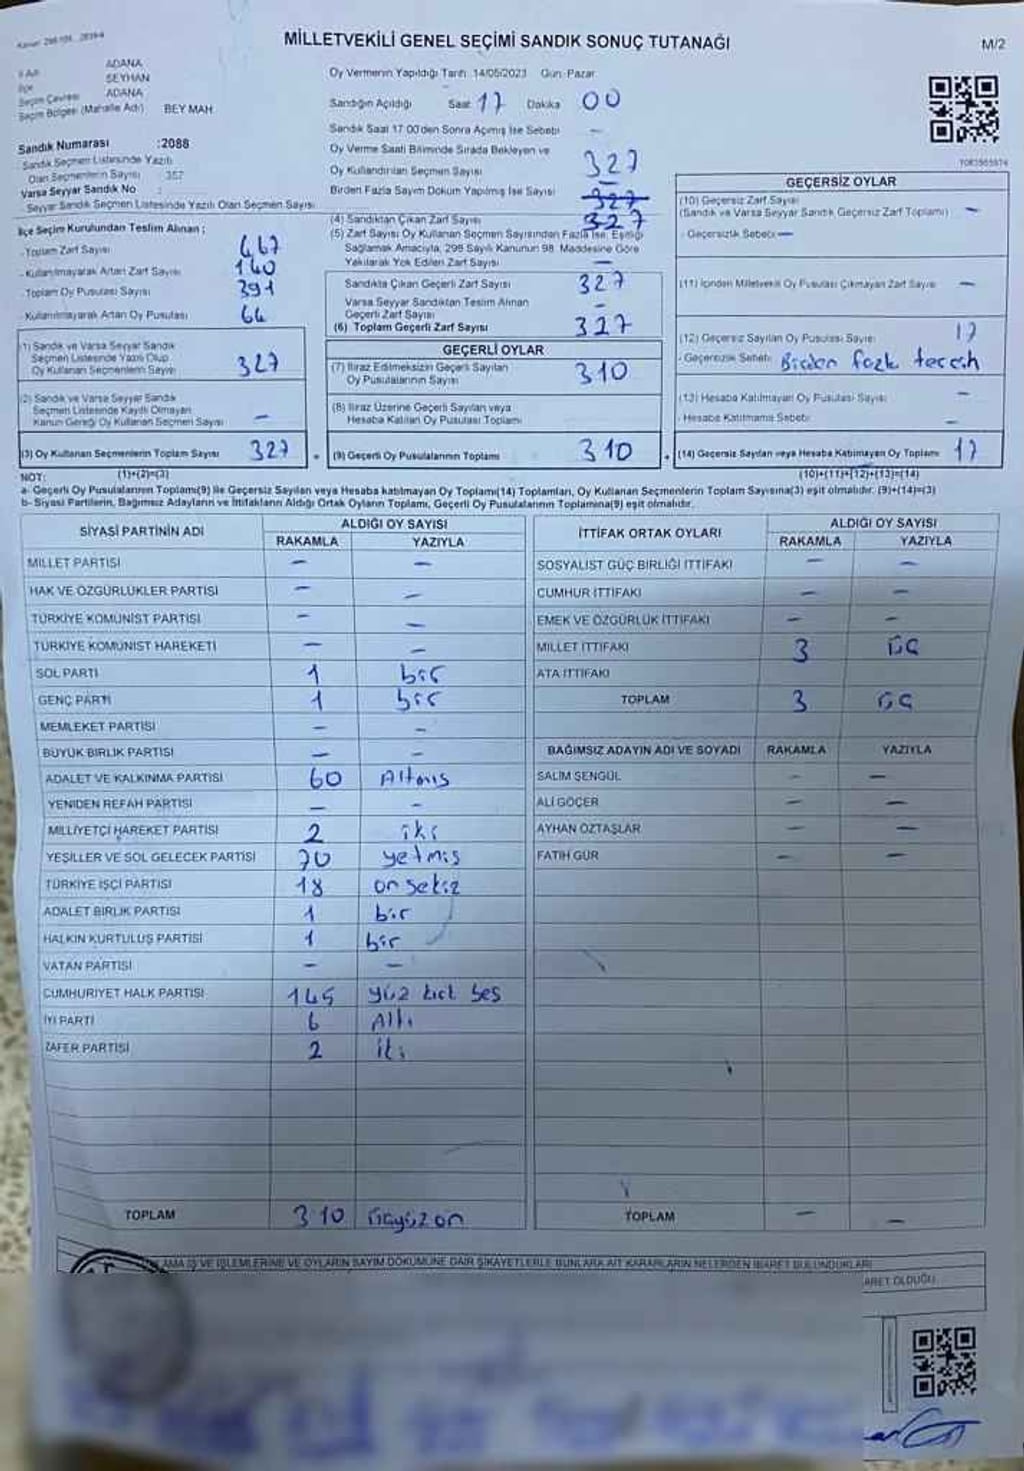 MİLLETVEKİLİ GENEL SEÇİMİ SANDIK SONUÇ TUTANAĞI
M/2
İl Adı ADANA
İlçe SEYHAN
Seçim Çevresi ADANA
Seçim Bölgesi (Mahalle Adı) BEY MAH
Sandık Numarası :2088
Sandık Seçmen Listesinde Yazılı
Olan Seçmenlerin Sayısı 357
Varsa Seyyar Sandık No :
Seyyar Sandık Seçmen Listesinde Yazılı Olan Seçmen Sayısı
İlçe Seçim Kurulundan Teslim Alınan ;
- Toplam Zarf Sayısı 467
- Kullanılmayarak Artan Zarf Sayısı 140
- Toplam Oy Pusulası Sayısı 391
- Kullanılmayarak Artan Oy Pusulası 64
(1) Sandık ve Varsa Seyyar Sandık
Seçmen Listesinde Yazılı Olup
Oy Kullanan Seçmenlerin Sayısı 327
(2) Sandık ve Varsa Seyyar Sandık
Seçmen Listesinde Kayıtlı Olmayan
Kanun Gereği Oy Kullanan Seçmen Sayısı —
(3) Oy Kullanan Seçmenlerin Toplam Sayısı 327
(1)+(2)=(3)
Oy Vermenin Yapıldığı Tarih :14/05/2023 Gün: Pazar
Sandığın Açıldığı Saat 17 Dakika 00
Sandık Saat 17.00'den Sonra Açılmış İse Sebebi —
Oy Verme Saati Bitiminde Sırada Bekleyen ve
Oy Kullandırılan Seçmen Sayısı 327
Birden Fazla Sayım Döküm Yapılmış İse Sayısı 327
(4) Sandıktan Çıkan Zarf Sayısı 327
(5) Zarf Sayısı Oy Kullanan Seçmen Sayısından Fazla İse, Eşitliği
Sağlamak Amacıyla, 298 Sayılı Kanunun 98. Maddesine Göre
Yakılarak Yok Edilen Zarf Sayısı —
Sandıkta Çıkan Geçerli Zarf Sayısı 327
Varsa Seyyar Sandıktan Teslim Alınan
Geçerli Zarf Sayısı —
(6) Toplam Geçerli Zarf Sayısı 327
GEÇERLİ OYLAR
(7) İtiraz Edilmeksizin Geçerli Sayılan
Oy Pusulalarının Sayısı 310
(8) İtiraz Üzerine Geçerli Sayılan veya
Hesaba Katılan Oy Pusulası Toplamı
(9) Geçerli Oy Pusulalarının Toplamı 310
GEÇERSİZ OYLAR
(10) Geçersiz Zarf Sayısı
(Sandık ve Varsa Seyyar Sandık Geçersiz Zarf Toplamı) —
- Geçersizlik Sebebi —
(11) İçinden Milletvekili Oy Pusulası Çıkmayan Zarf Sayısı —
(12) Geçersiz Sayılan Oy Pusulası Sayısı 17
- Geçersizlik Sebebi Birden fazla tercih
(13) Hesaba Katılmayan Oy Pusulası Sayısı —
- Hesaba Katılmama Sebebi —
(14) Geçersiz Sayılan veya Hesaba Katılmayan Oy Toplamı 17
(10)+(11)+(12)+(13)=(14)
NOT:
a- Geçerli Oy Pusulalarının Toplamı(9) ile Geçersiz Sayılan veya Hesaba katılmayan Oy Toplamı(14) Toplamları, Oy Kullanan Seçmenlerin Toplam Sayısına(3) eşit olmalıdır. (9)+(14)=(3)
b- Siyasi Partilerin, Bağımsız Adayların ve İttifakların Aldığı Ortak Oyların Toplamı, Geçerli Oy Pusulalarının Toplamına(9) eşit olmalıdır.
SİYASİ PARTİNİN ADI ALDIĞI OY SAYISI
RAKAMLA YAZIYLA
MİLLET PARTİSİ — —
HAK VE ÖZGÜRLÜKLER PARTİSİ — —
TÜRKİYE KOMÜNİST PARTİSİ — —
TÜRKİYE KOMÜNİST HAREKETİ — —
SOL PARTİ 1 bir
GENÇ PARTİ 1 bir
MEMLEKET PARTİSİ — —
BÜYÜK BİRLİK PARTİSİ — —
ADALET VE KALKINMA PARTİSİ 60 Altmış
YENİDEN REFAH PARTİSİ — —
MİLLİYETÇİ HAREKET PARTİSİ 2 iki
YEŞİLLER VE SOL GELECEK PARTİSİ 70 yetmiş
TÜRKİYE İŞÇİ PARTİSİ 18 on sekiz
ADALET BİRLİK PARTİSİ 1 bir
HALKIN KURTULUŞ PARTİSİ 1 bir
VATAN PARTİSİ — —
CUMHURİYET HALK PARTİSİ 145 yüz kırk beş
İYİ PARTİ 6 Altı
ZAFER PARTİSİ 2 iki
TOPLAM 310 üçyüz on
İTTİFAK ORTAK OYLARI ALDIĞI OY SAYISI
RAKAMLA YAZIYLA
SOSYALİST GÜÇ BİRLİĞİ İTTİFAKI — —
CUMHUR İTTİFAKI — —
EMEK VE ÖZGÜRLÜK İTTİFAKI — —
MİLLET İTTİFAKI 3 üç
ATA İTTİFAKI
TOPLAM 3 üç
BAĞIMSIZ ADAYIN ADI VE SOYADI RAKAMLA YAZIYLA
SALİM ŞENGÜL — —
ALİ GÖÇER — —
AYHAN ÖZTAŞLAR — —
FATİH GÜR — —
TOPLAM — —
LAMA İŞ VE İŞLEMLERİNE VE OYLARIN SAYIM DÖKÜMÜNE DAİR ŞİKAYETLERLE BUNLARA AİT KARARLARIN NELERDEN İBARET BULUNDUKLARI
ARET OLDUĞU